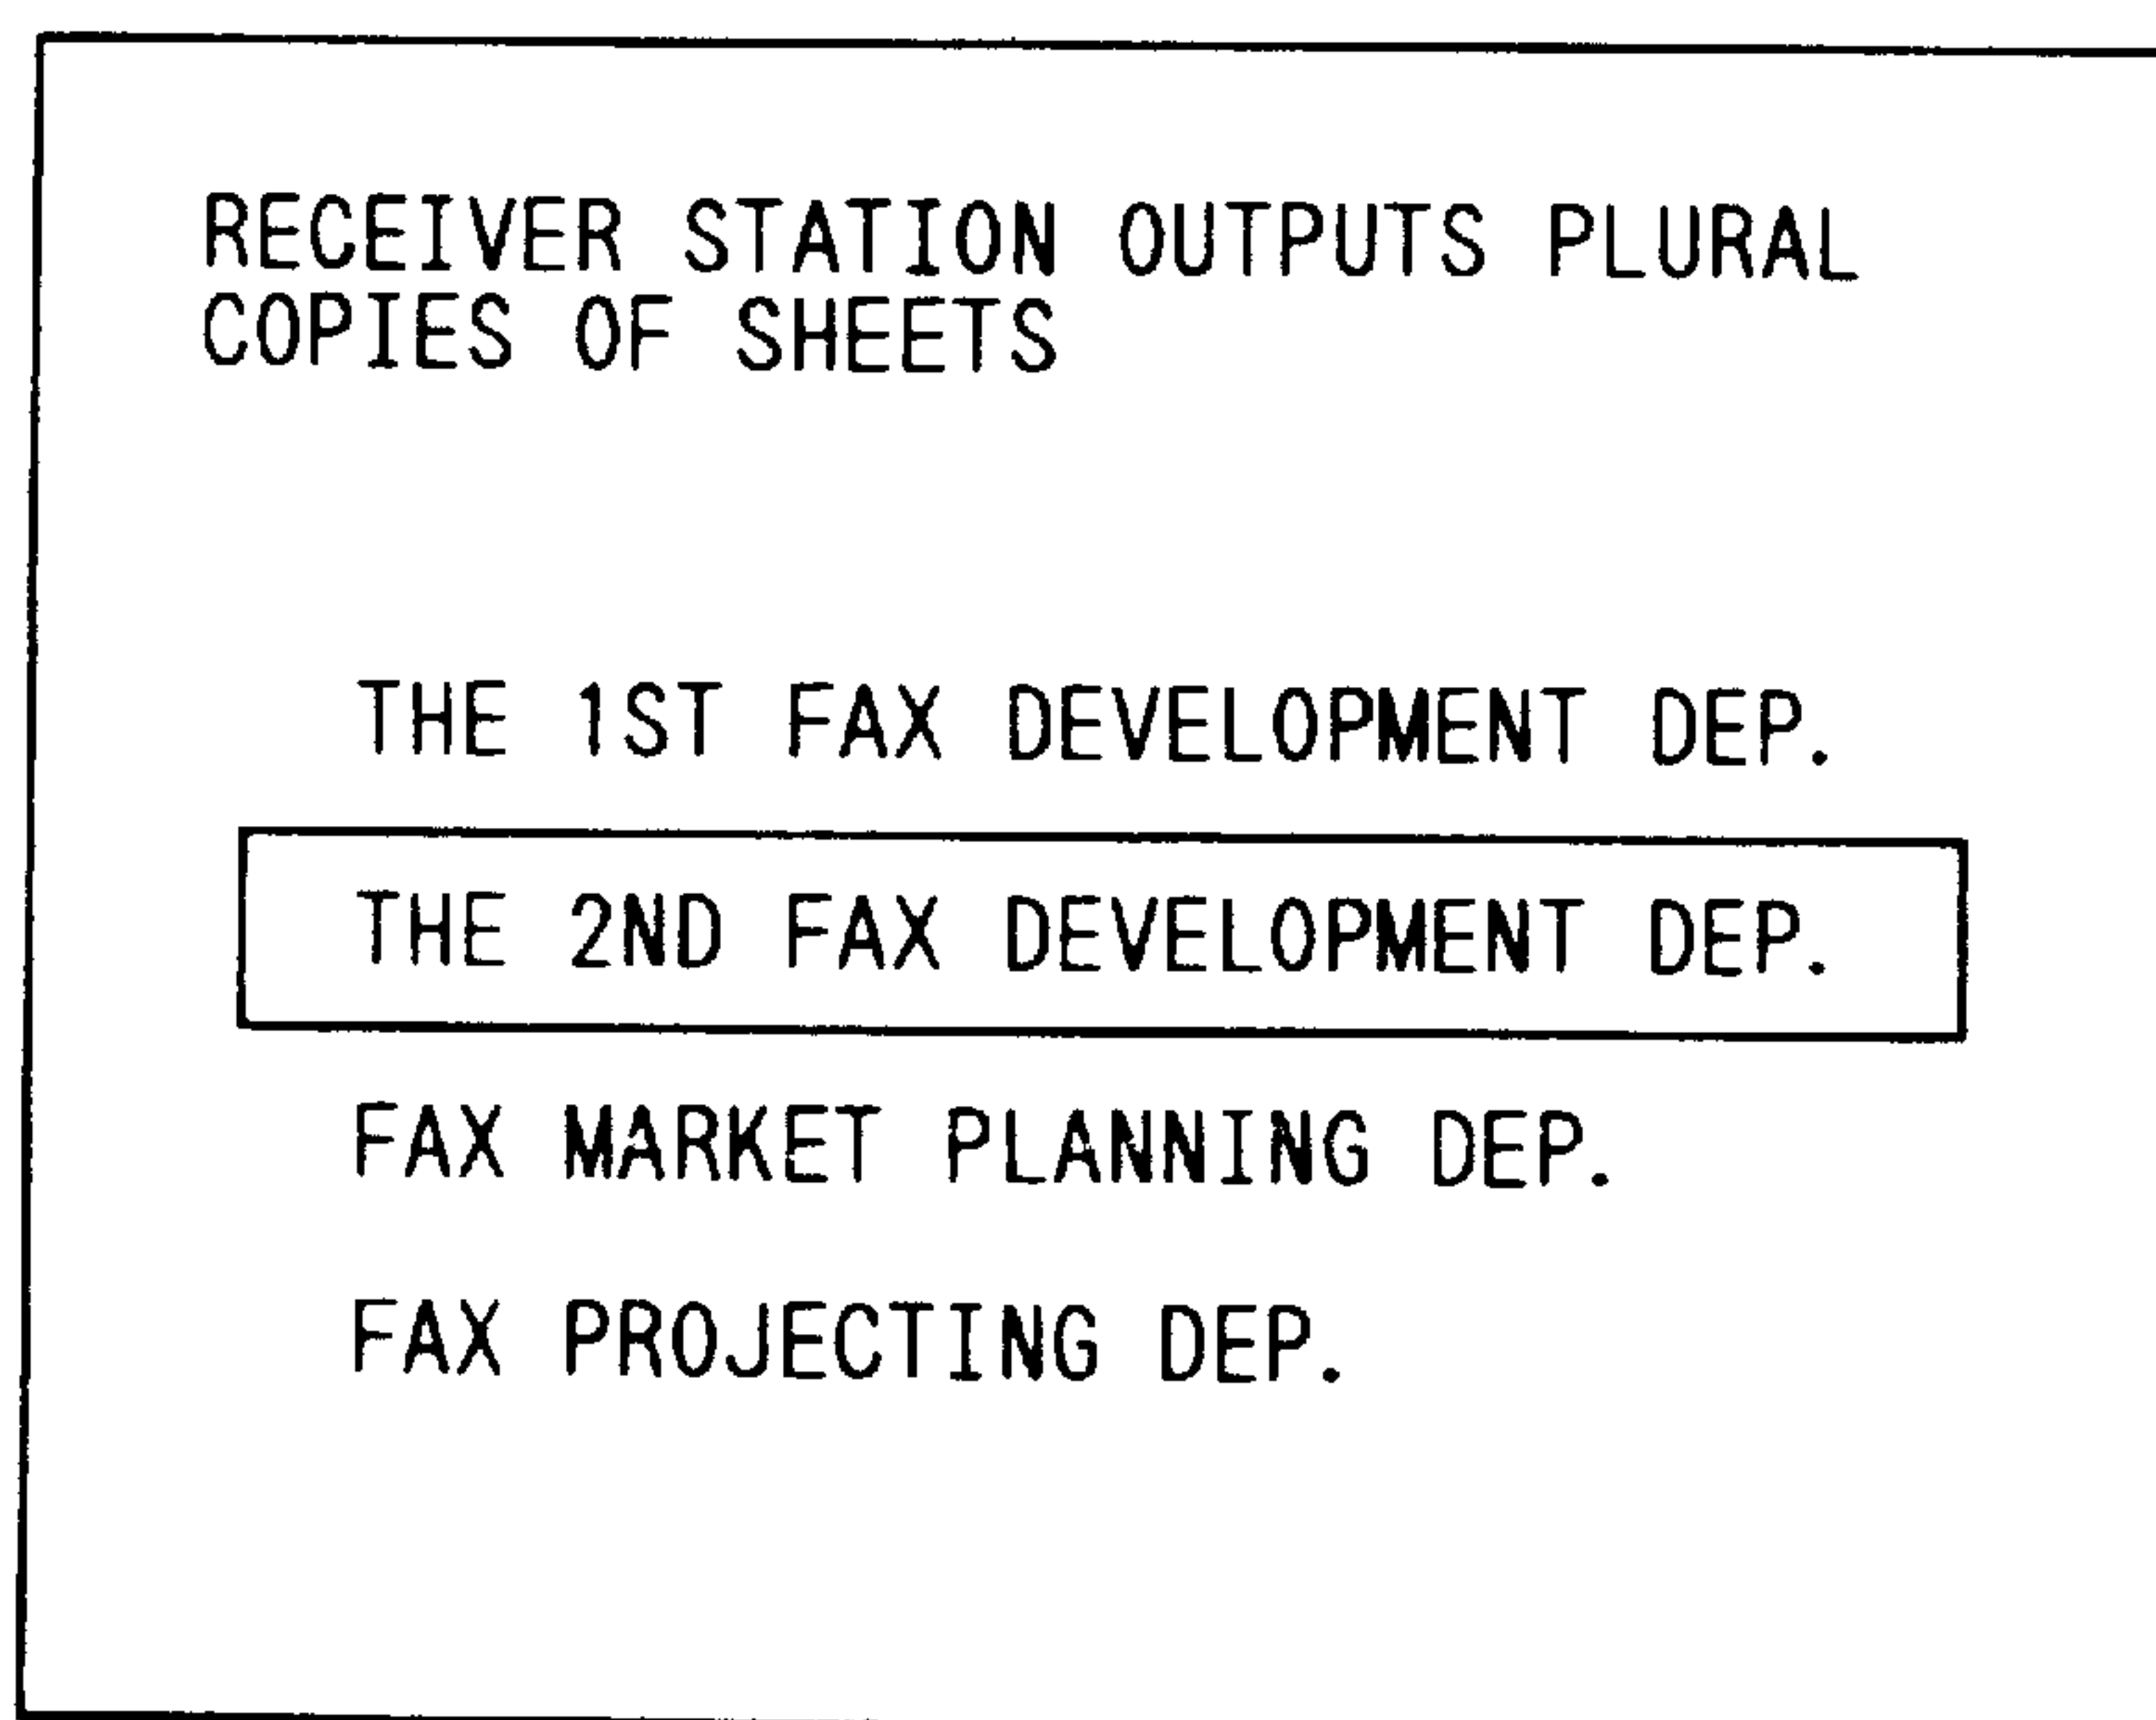 RECEIVER STATION OUTPUTS PLURAL
COPIES OF SHEETS
THE 1ST FAX DEVELOPMENT DEP.
THE 2ND FAX DEVELOPMENT DEP.
FAX MARKET PLANNING DEP.
FAX PROJECTING DEP.